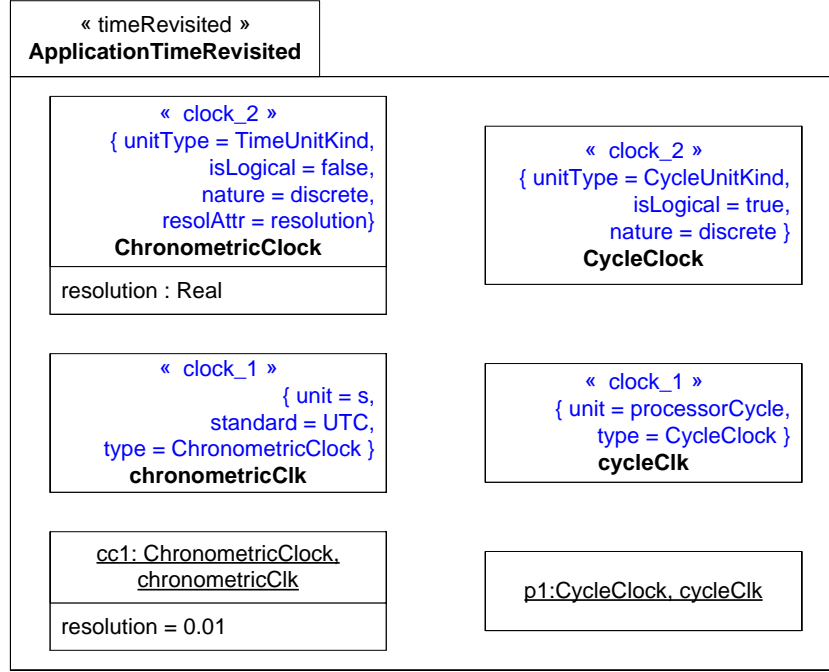 « timeRevisited »
ApplicationTimeRevisited
« clock_2 »
{ unitType = TimeUnitKind,
isLogical = false,
nature = discrete,
resolAttr = resolution}
ChronometricClock
resolution : Real
« clock_2 »
{ unitType = CycleUnitKind,
isLogical = true,
nature = discrete }
CycleClock
« clock_1 »
{ unit = s,
standard = UTC,
type = ChronometricClock }
chronometricClk
« clock_1 »
{ unit = processorCycle,
type = CycleClock }
cycleClk
cc1: ChronometricClock,
chronometricClk
resolution = 0.01
p1:CycleClock, cycleClk